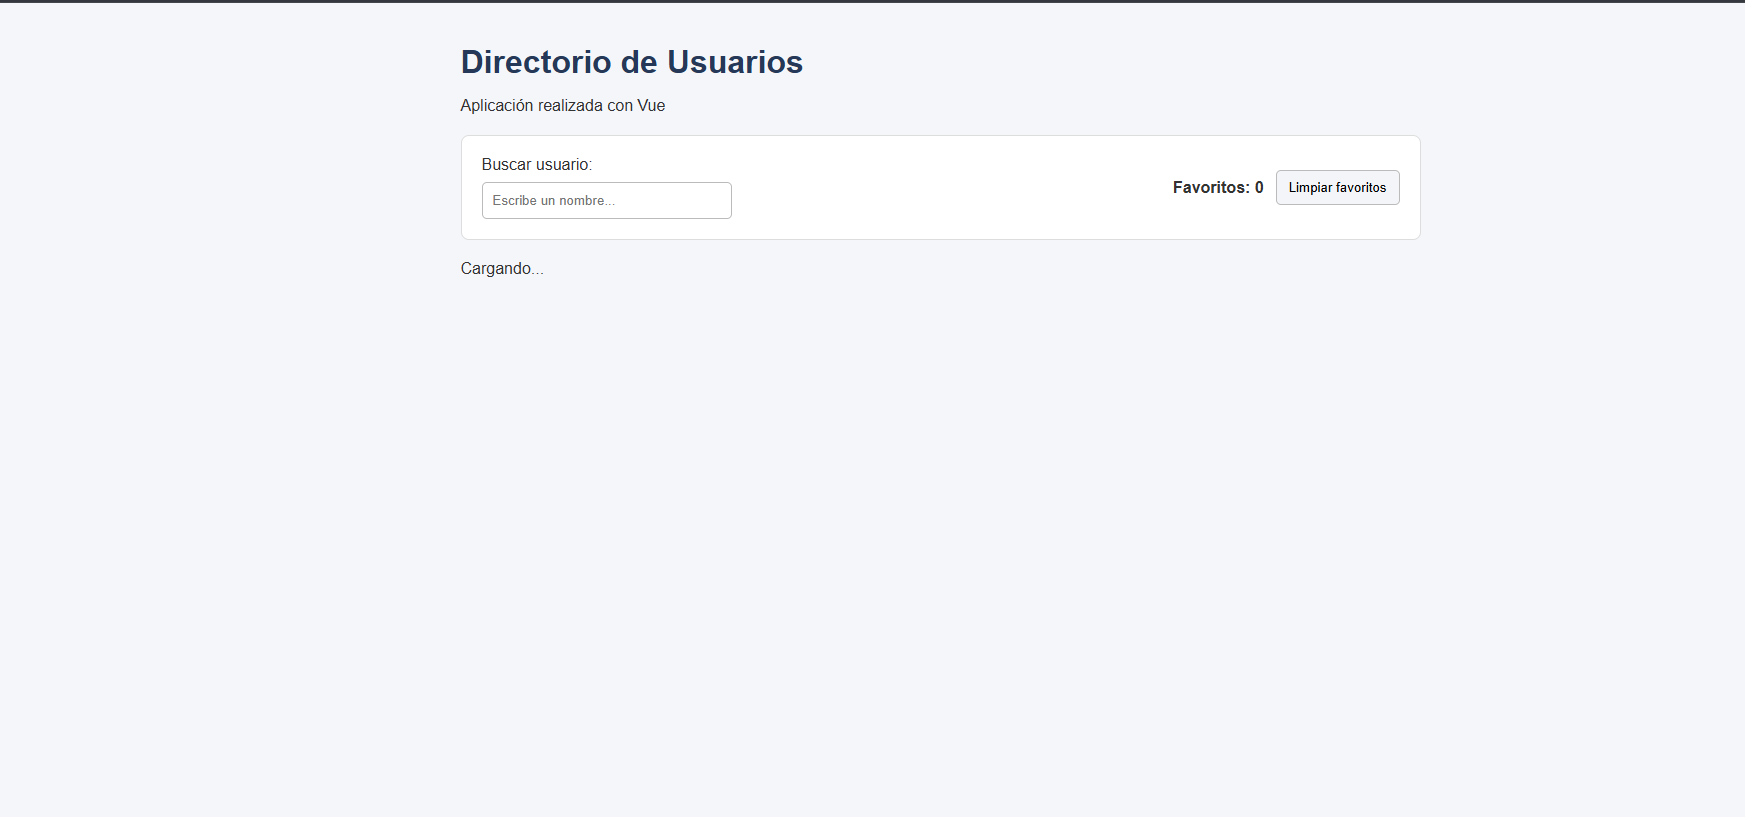 Directorio de Usuarios
Aplicación realizada con Vue
Buscar usuario:
Escribe un nombre...
Favoritos: 0 Limpiar favoritos
Cargando...